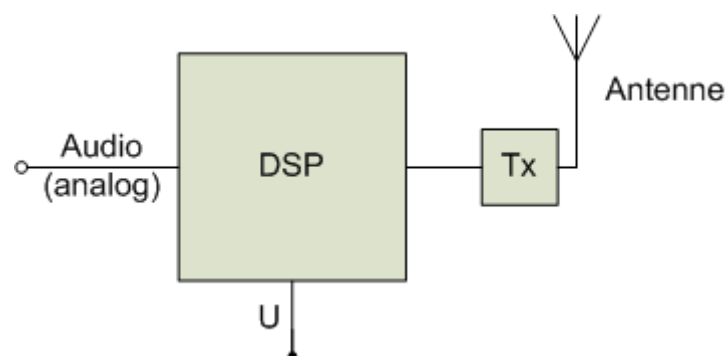 Audio
(analog)
DSP
Tx
Antenne
U